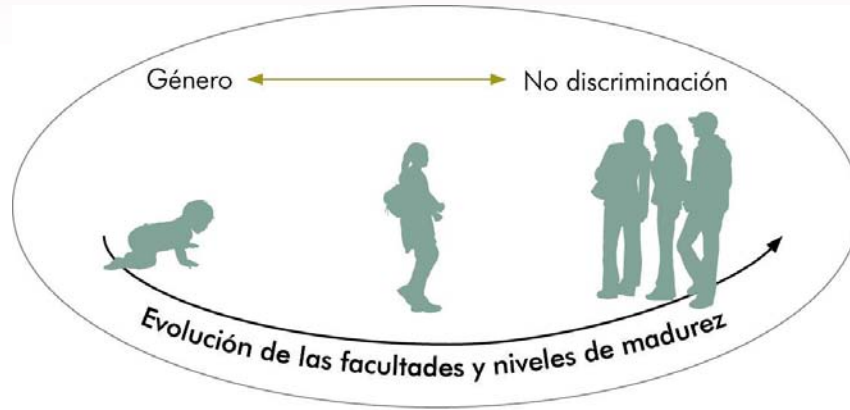 Género
No discriminación
Evolución de las facultades y niveles de madurez